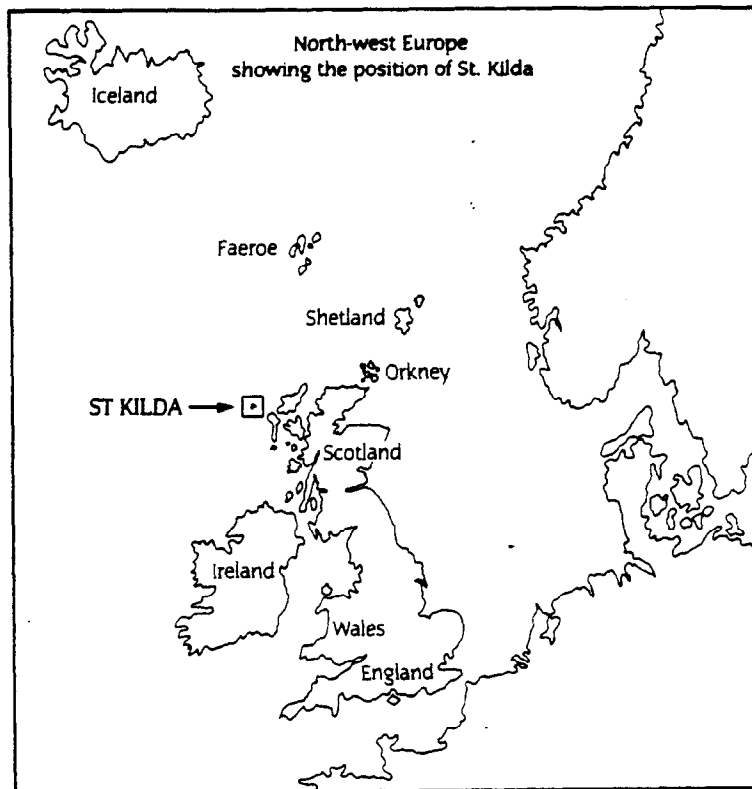 North-west Europe
showing the position of St. Kilda
Iceland
Faeroe
Shetland
Orkney
ST KILDA
Scotland
Ireland
Wales
England